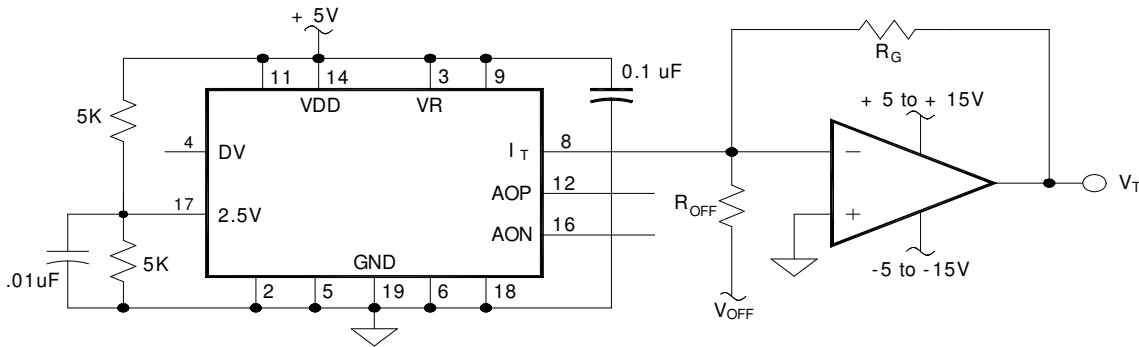 + 5V
11
14
3
9
0.1 uF
R_G
VDD
VR
5K
+ 5 to + 15V
4
DV
I_T
8
−
12
AOP
R_OFF
V_T
17
2.5V
16
AON
+
GND
5K
.01uF
-5 to -15V
2
5
19
6
18
V_OFF